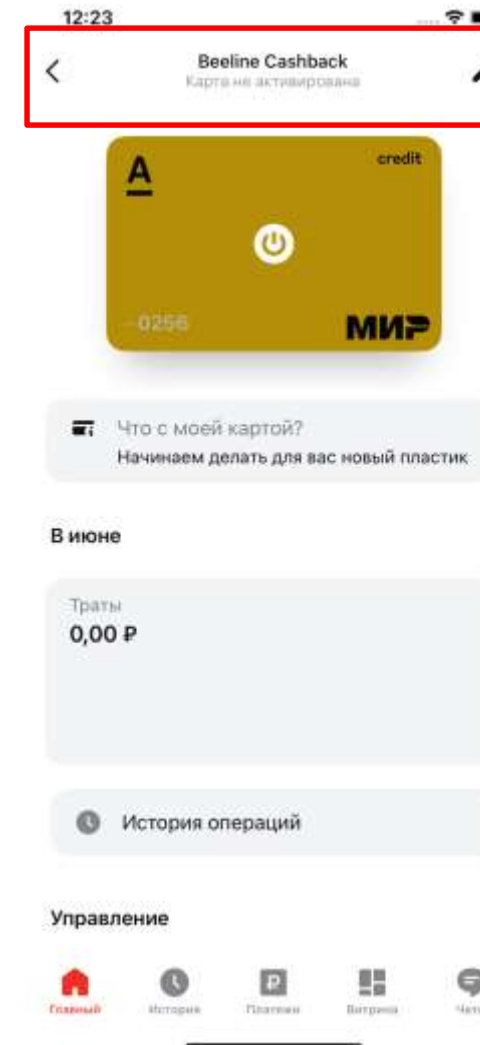 12:23
Beeline Cashback
Карта не активирована
А
credit
0256
МИР
Что с моей картой?
Начинаем делать для вас новый пластик
В июне
Траты
0,00 ₽
История операций
Управление
Главный
История
Платежи
Витрина